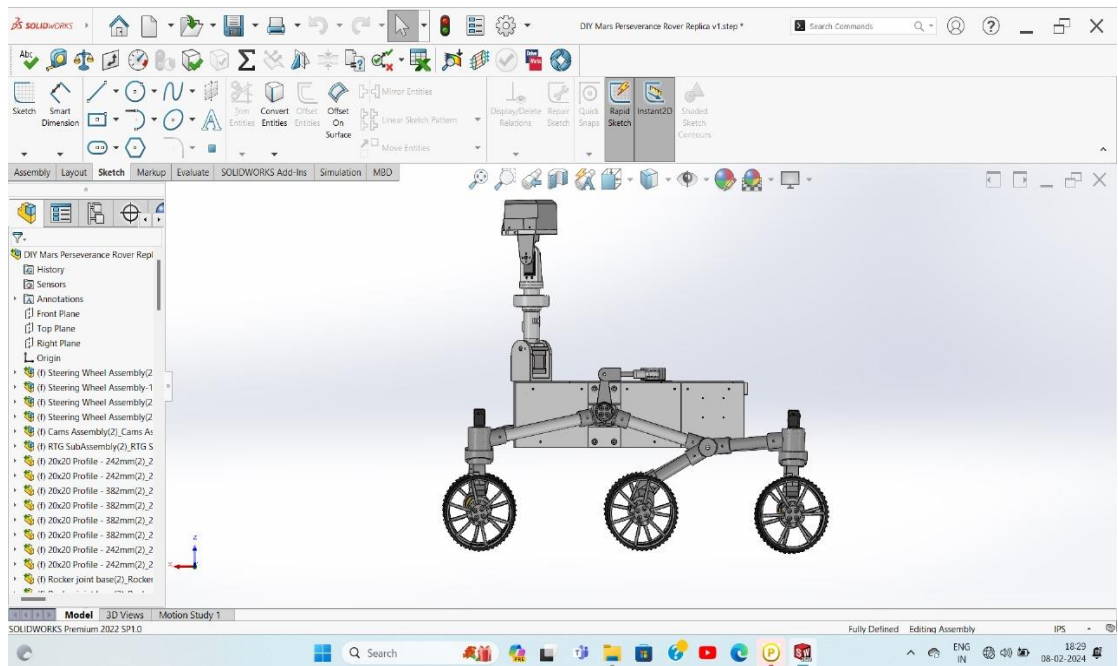 DS SOLIDWORKS
DIY Mars Perseverance Rover Replica v1.step *
Search Commands
Sketch
Smart Dimension
Trim Entities
Convert Entities
Offset Entities
Offset On Surface
Mirror Entities
Linear Sketch Pattern
Move Entities
Display/Delete Relations
Repair Sketch
Quick Snaps
Rapid Sketch
Instant2D
Shaded Sketch Contours
Assembly Layout Sketch Markup Evaluate SOLIDWORKS Add-Ins Simulation MBD
DIY Mars Perseverance Rover Repl
History
Sensors
Annotations
Front Plane
Top Plane
Right Plane
Origin
(f) Steering Wheel Assembly(2
(f) Steering Wheel Assembly-1
(f) Steering Wheel Assembly(2
(f) Steering Wheel Assembly(2
(f) Cams Assembly(2)_Cams As
(f) RTG SubAssembly(2)_RTG S
(f) 20x20 Profile - 242mm(2)_2
(f) 20x20 Profile - 242mm(2)_2
(f) 20x20 Profile - 382mm(2)_2
(f) 20x20 Profile - 382mm(2)_2
(f) 20x20 Profile - 382mm(2)_2
(f) 20x20 Profile - 382mm(2)_2
(f) 20x20 Profile - 242mm(2)_2
(f) 20x20 Profile - 242mm(2)_2
(f) Rocker joint base(2)_Rocker
Model 3D Views Motion Study 1
SOLIDWORKS Premium 2022 SP1.0
Fully Defined Editing Assembly IPS
Search
ENG
IN
18:29
08-02-2024